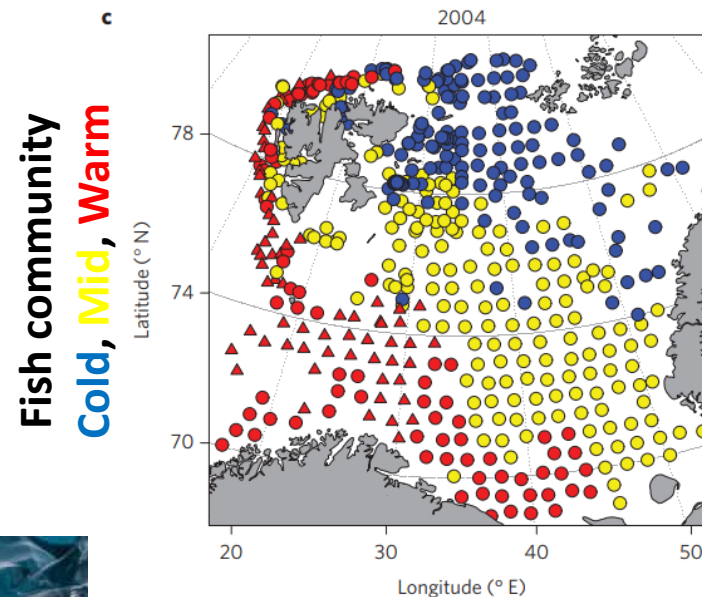 c
2004
Fish community
Cold, Mid, Warm
78
74
70
Latitude (° N)
20
30
40
50
Longitude (° E)